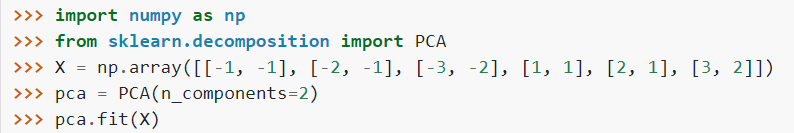 >>> import numpy as np
>>> from sklearn.decomposition import PCA
>>> X = np.array([[-1, -1], [-2, -1], [-3, -2], [1, 1], [2, 1], [3, 2]])
>>> pca = PCA(n_components=2)
>>> pca.fit(X)